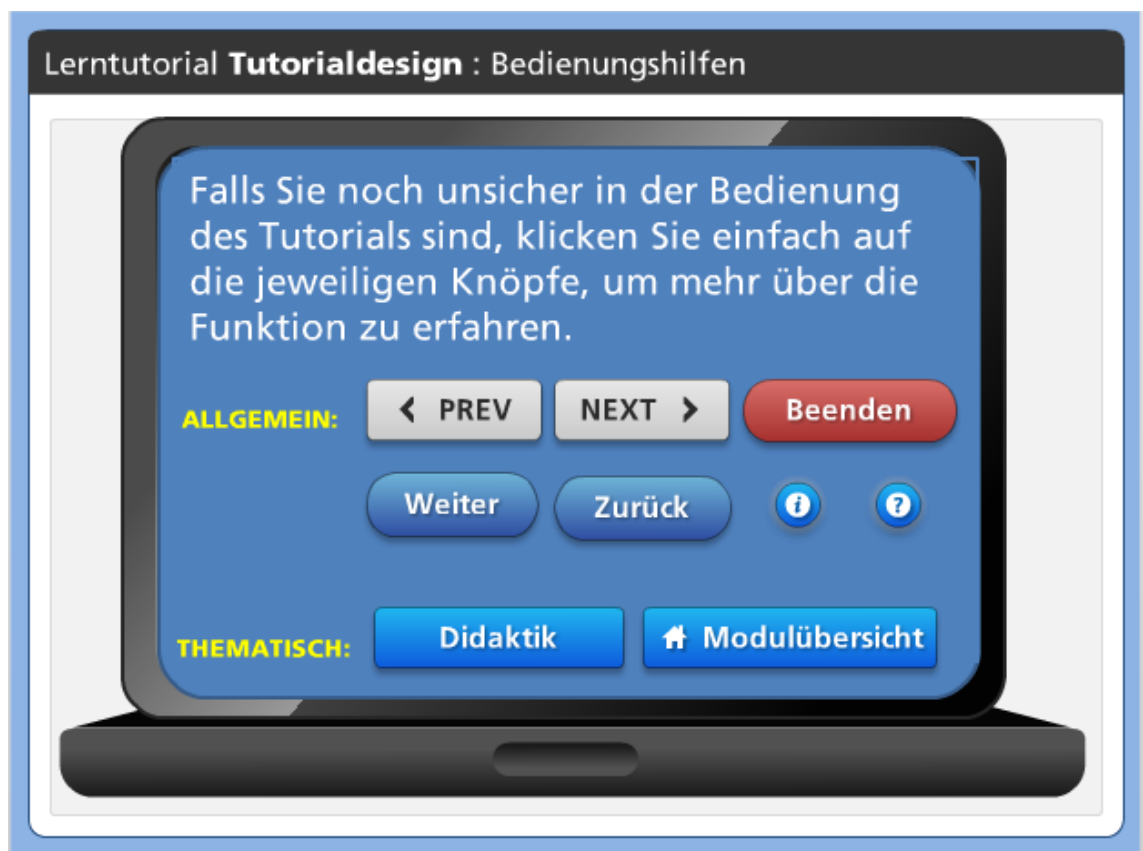 Lerntutorial Tutorialdesign : Bedienungshilfen
Falls Sie noch unsicher in der Bedienung
des Tutorials sind, klicken Sie einfach auf
die jeweiligen Knöpfe, um mehr über die
Funktion zu erfahren.
ALLGEMEIN: PREV NEXT Beenden
Weiter Zurück i ?
THEMATISCH: Didaktik Modulübersicht